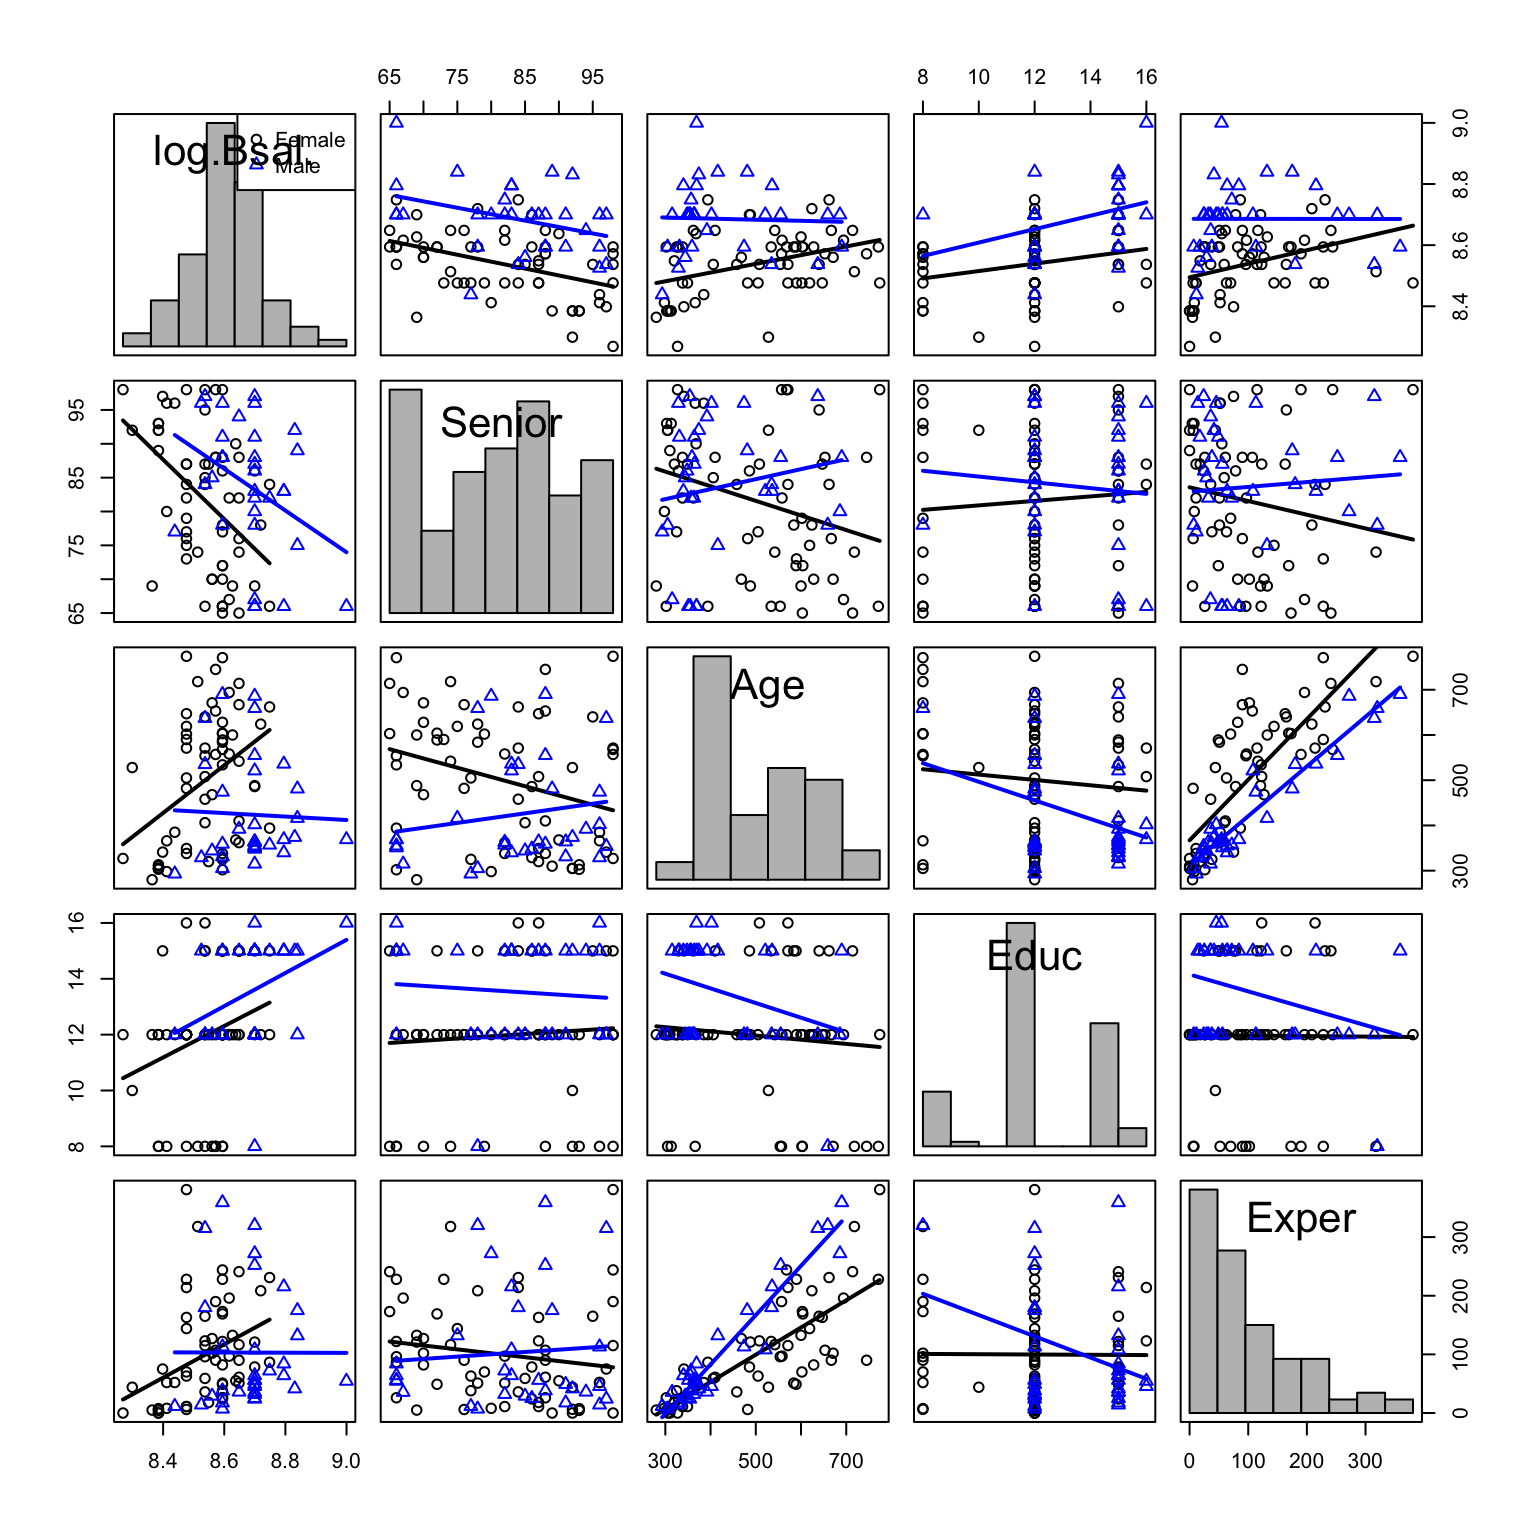 65 75 85 95 8 10 12 14 16
log.Bsal.
Female
Male
8.4 8.6 8.8 9.0
Senior
65 75 85 95
Age
300 500 700
Educ
8 10 12 14 16
Exper
0 100 200 300
8.4 8.6 8.8 9.0 300 500 700 0 100 200 300